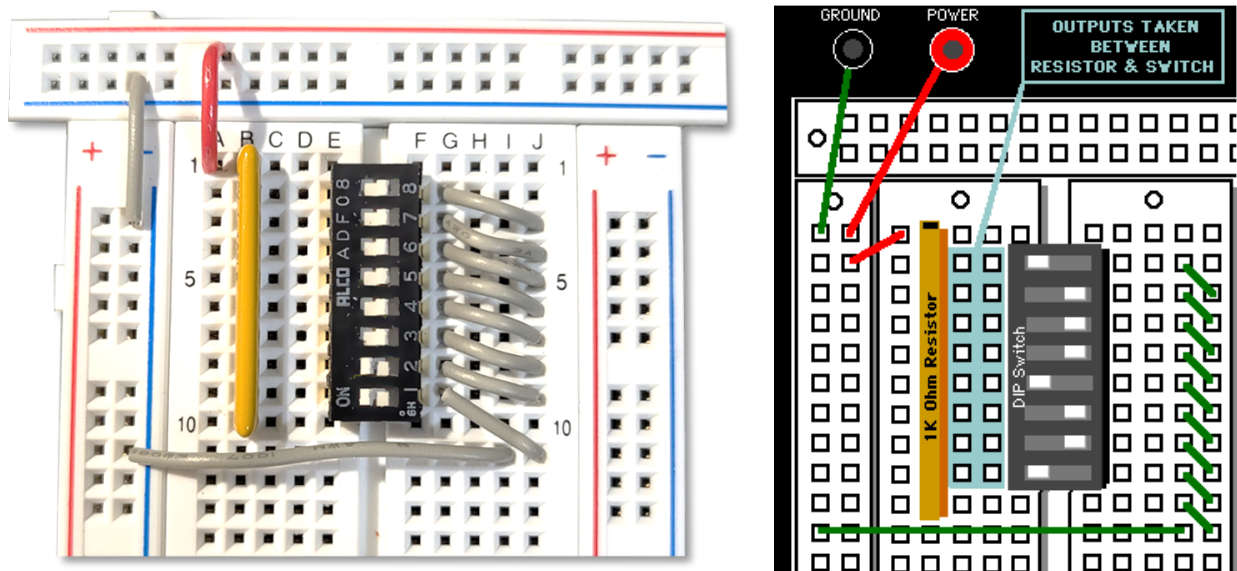 +
-
A B C D E
F G H I J
+
-
1
1
5
5
10
10
ALCO ADF08
ON
8
7
6
5
4
3
2
1
GROUND
POWER
OUTPUTS TAKEN
BETWEEN
RESISTOR & SWITCH
1K Ohm Resistor
DIP Switch